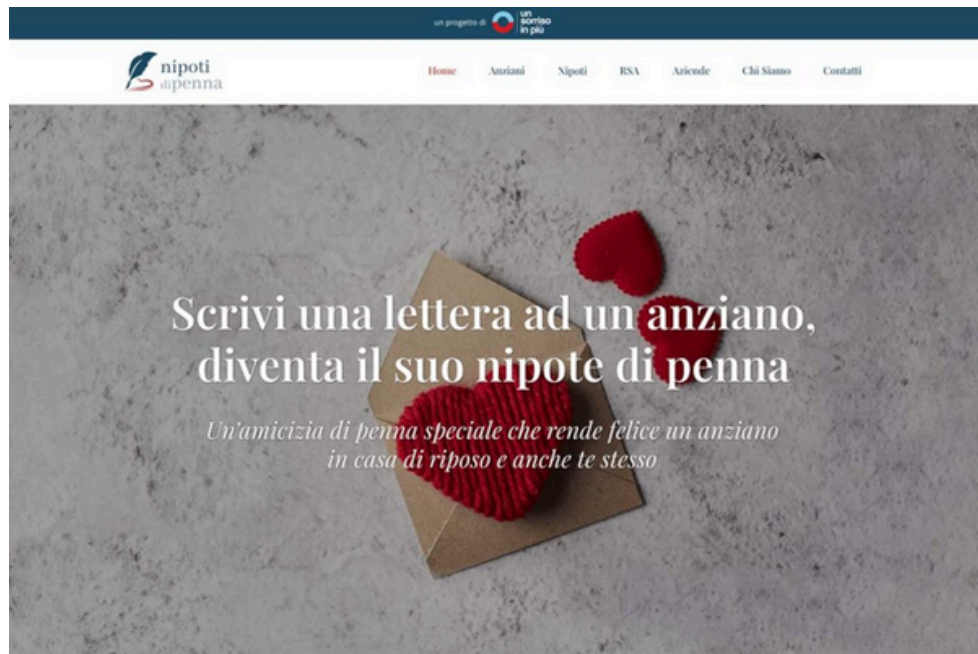 un progetto di
un
sorriso
in più
nipoti
di penna
Home Anziani Nipoti RSA Aziende Chi Siamo Contatti
Scrivi una lettera ad un anziano,
diventa il suo nipote di penna
Un'amicizia di penna speciale che rende felice un anziano
in casa di riposo e anche te stesso